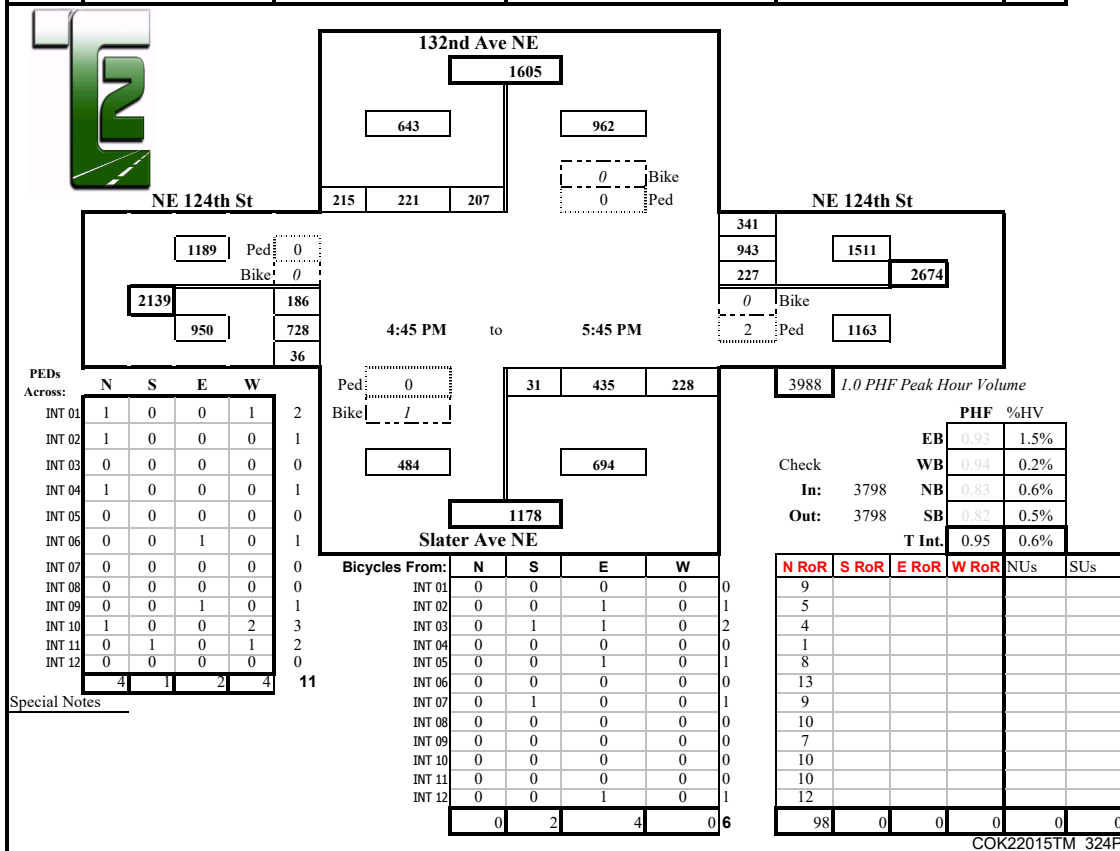 T2
132nd Ave NE
1605
643 962
0 Bike
0 Ped
NE 124th St 215 221 207 NE 124th St
341
1189 Ped 0 943 1511
Bike 0 227 2674
2139 186 0 Bike
950 728 4:45 PM to 5:45 PM 2 Ped 1163
36
PEDs Across: N S E W
Ped 0 31 435 228 3988 1.0 PHF Peak Hour Volume
Bike 1
INT 01 1 0 0 1 2
INT 02 1 0 0 0 1
INT 03 0 0 0 0 0
INT 04 1 0 0 0 1
INT 05 0 0 0 0 0
INT 06 0 0 1 0 1
INT 07 0 0 0 0 0
INT 08 0 0 0 0 0
INT 09 0 0 1 0 1
INT 10 1 0 0 2 3
INT 11 0 1 0 1 2
INT 12 0 0 0 0 0
4 1 2 4 11
Special Notes
484 694
1178
Slater Ave NE
PHF %HV
EB 0.93 1.5%
Check WB 0.94 0.2%
In: 3798 NB 0.83 0.6%
Out: 3798 SB 0.82 0.5%
T Int. 0.95 0.6%
Bicycles From: N S E W
INT 01 0 0 0 0 0
INT 02 0 0 1 0 1
INT 03 0 1 1 0 2
INT 04 0 0 0 0 0
INT 05 0 0 1 0 1
INT 06 0 0 0 0 0
INT 07 0 1 0 0 1
INT 08 0 0 0 0 0
INT 09 0 0 0 0 0
INT 10 0 0 0 0 0
INT 11 0 0 0 0 0
INT 12 0 0 1 0 1
0 2 4 0 6
N RoR S RoR E RoR W RoR NUs SUs
9
5
4
1
8
13
9
10
7
10
10
12
98 0 0 0 0 0
COK22015TM_324P